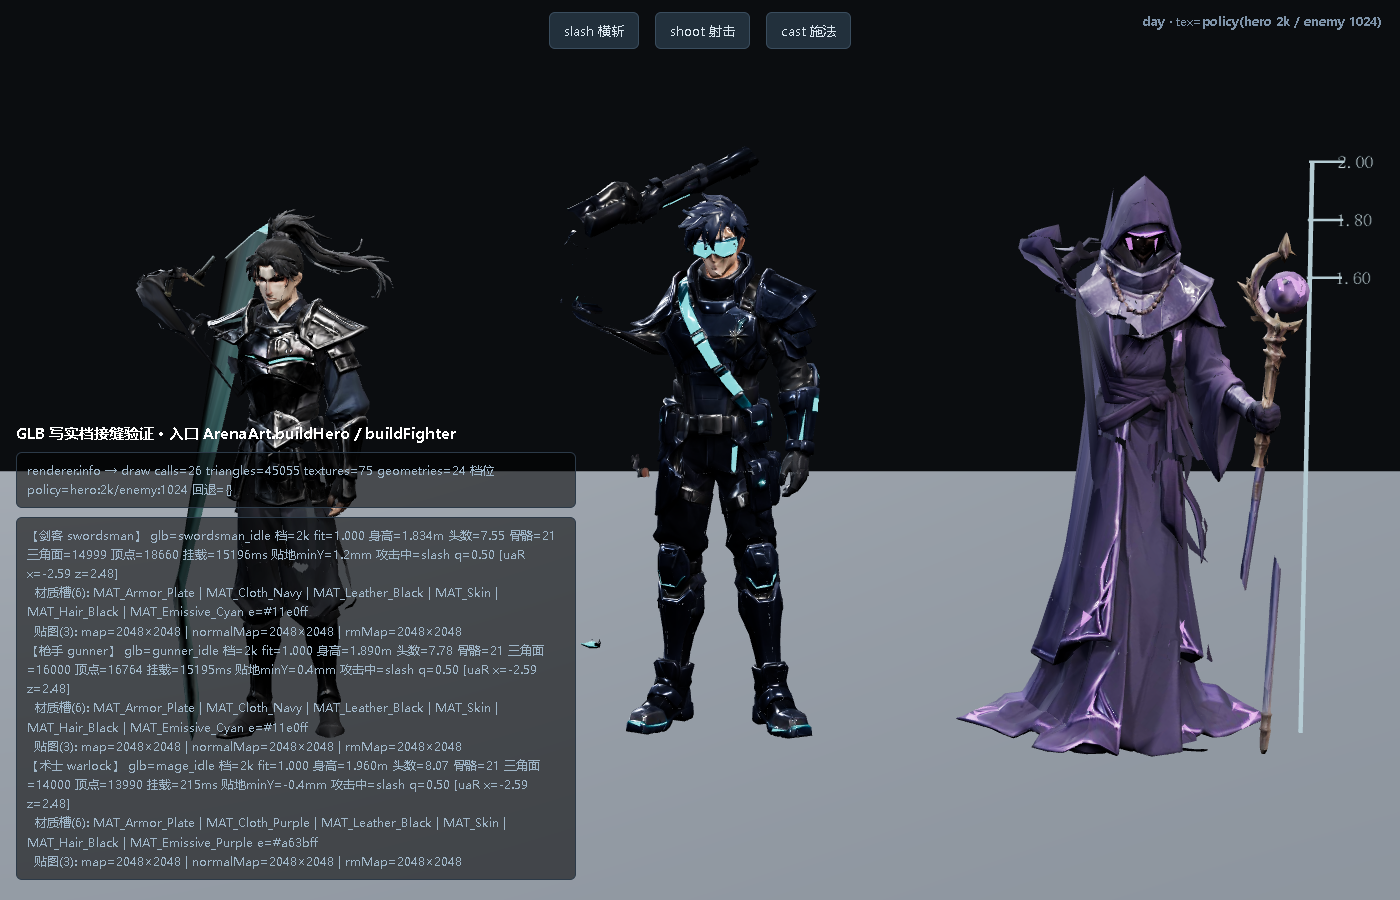 slash 横斩
shoot 射击
cast 施法
day · tex=policy(hero 2k / enemy 1024)
2.00
1.80
1.60
GLB 写实档接缝验证 · 入口 ArenaArt.buildHero / buildFighter
renderer.info → draw calls=26 triangles=45055 textures=75 geometries=24 档位
policy=hero:2k/enemy:1024 回退={}
【剑客 swordsman】 glb=swordsman_idle 档=2k fit=1.000 身高=1.834m 头数=7.55 骨骼=21
三角面=14999 顶点=18660 挂载=15196ms 贴地minY=1.2mm 攻击中=slash q=0.50 [uaR
x=-2.59 z=2.48]
材质槽(6): MAT_Armor_Plate | MAT_Cloth_Navy | MAT_Leather_Black | MAT_Skin |
MAT_Hair_Black | MAT_Emissive_Cyan e=#11e0ff
贴图(3): map=2048×2048 | normalMap=2048×2048 | rmMap=2048×2048
【枪手 gunner】 glb=gunner_idle 档=2k fit=1.000 身高=1.890m 头数=7.78 骨骼=21 三角面
=16000 顶点=16764 挂载=15195ms 贴地minY=0.4mm 攻击中=slash q=0.50 [uaR x=-2.59
z=2.48]
材质槽(6): MAT_Armor_Plate | MAT_Cloth_Navy | MAT_Leather_Black | MAT_Skin |
MAT_Hair_Black | MAT_Emissive_Cyan e=#11e0ff
贴图(3): map=2048×2048 | normalMap=2048×2048 | rmMap=2048×2048
【术士 warlock】 glb=mage_idle 档=2k fit=1.000 身高=1.960m 头数=8.07 骨骼=21 三角面
=14000 顶点=13990 挂载=215ms 贴地minY=-0.4mm 攻击中=slash q=0.50 [uaR x=-2.59
z=2.48]
材质槽(6): MAT_Armor_Plate | MAT_Cloth_Purple | MAT_Leather_Black | MAT_Skin |
MAT_Hair_Black | MAT_Emissive_Purple e=#a63bff
贴图(3): map=2048×2048 | normalMap=2048×2048 | rmMap=2048×2048